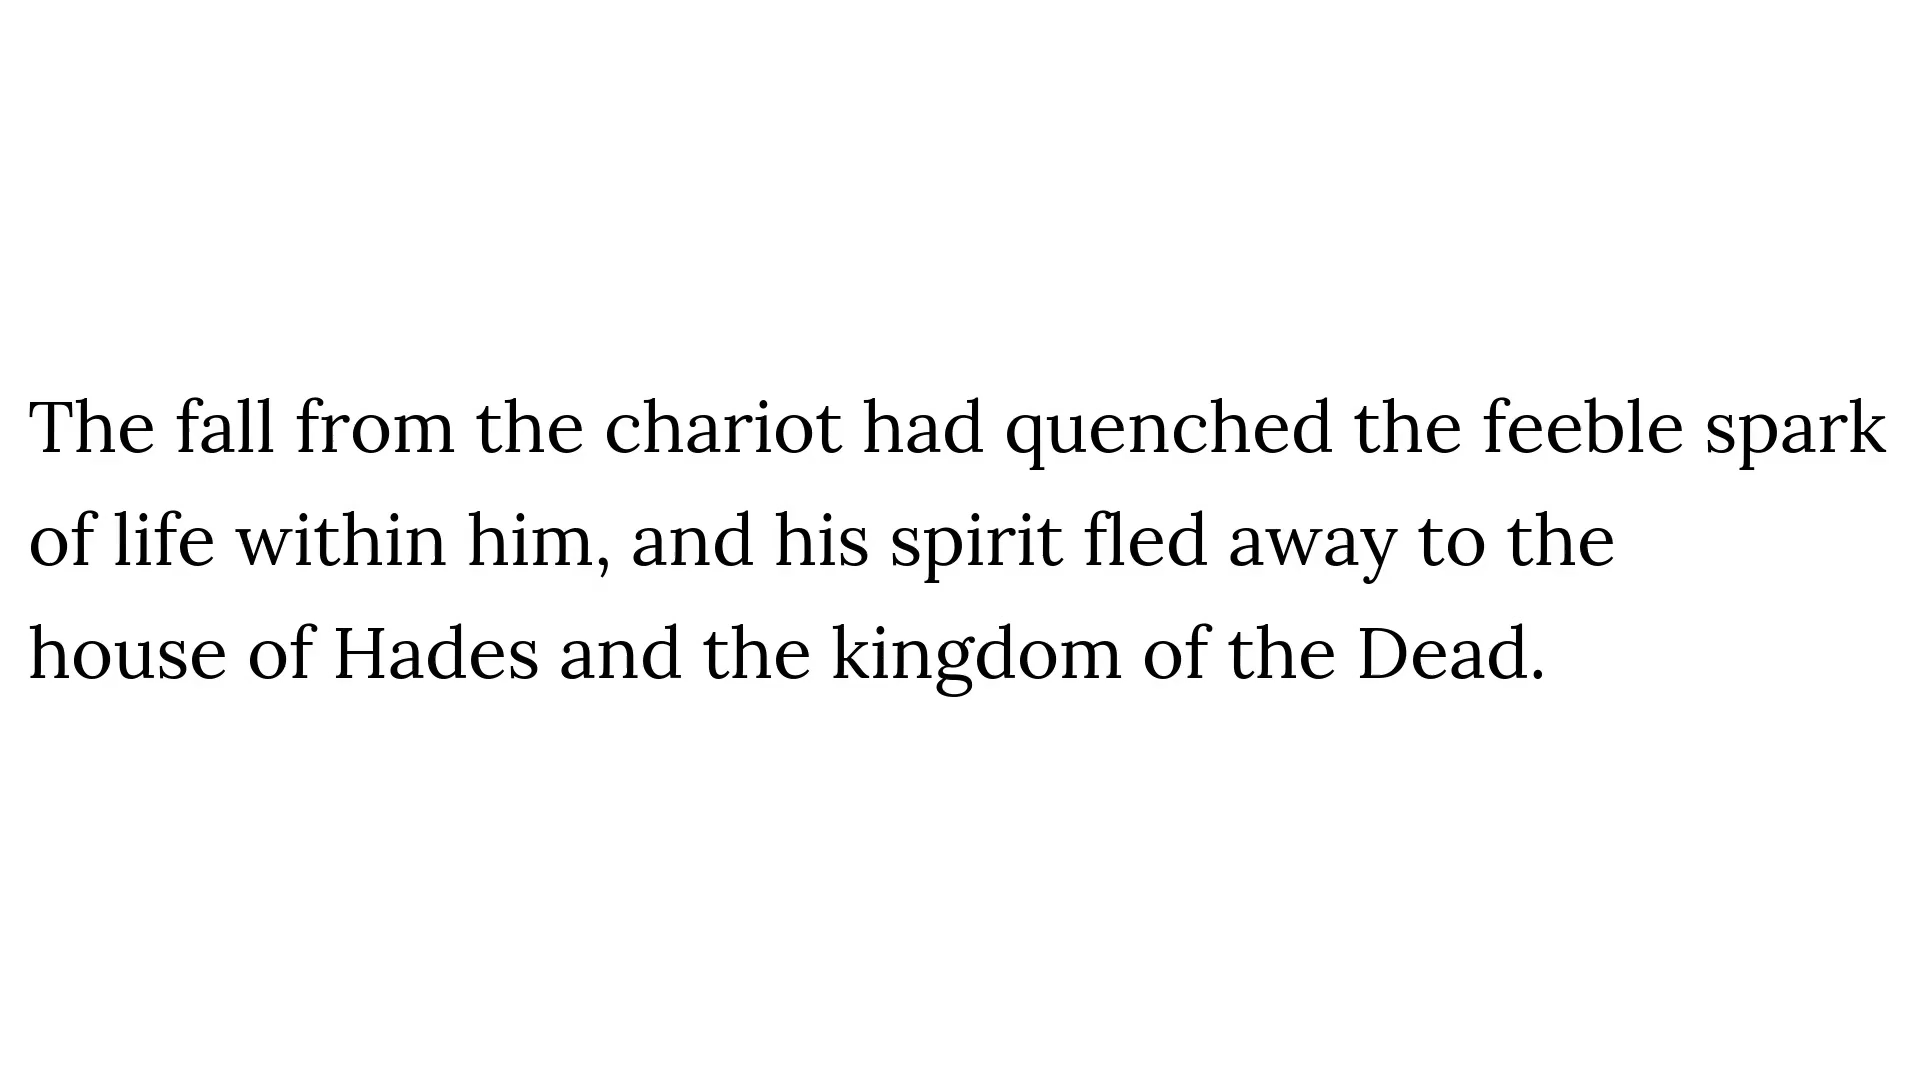 The fall from the chariot had quenched the feeble spark
of life within him, and his spirit fled away to the
house of Hades and the kingdom of the Dead.